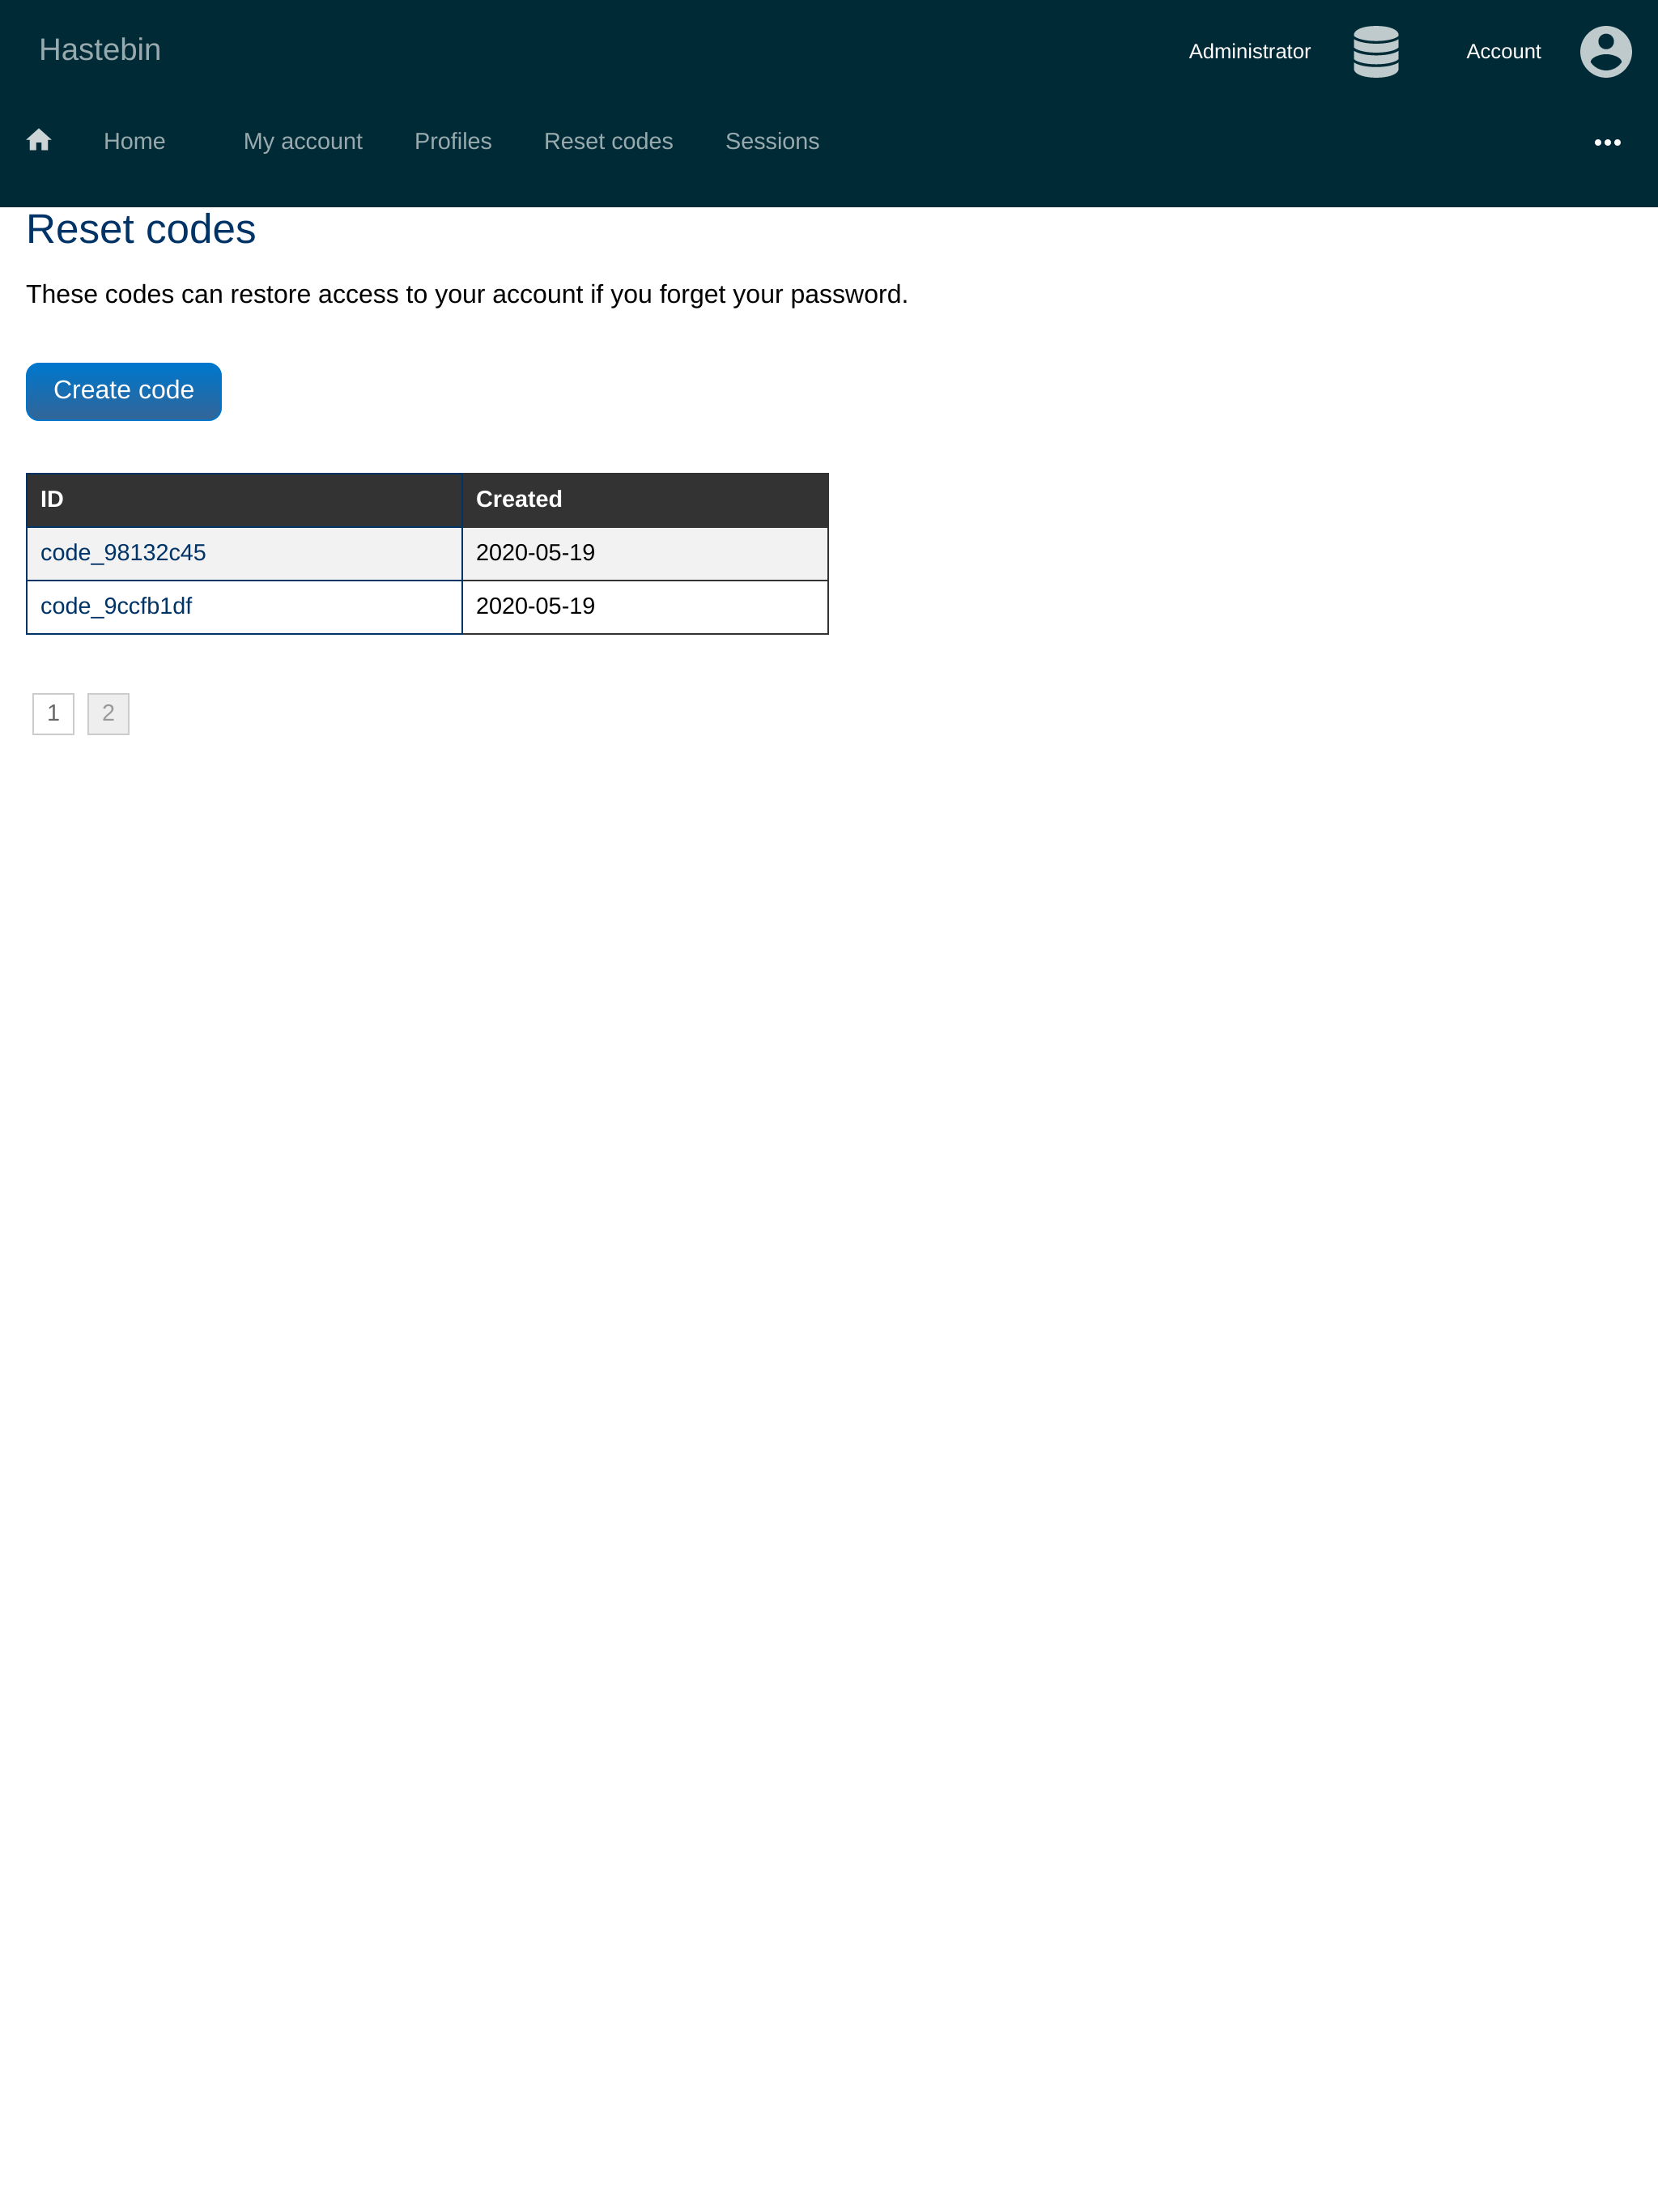 Hastebin
Administrator
Account
Home
My account
Profiles
Reset codes
Sessions
Reset codes
These codes can restore access to your account if you forget your password.
Create code
ID Created
code_98132c45 2020-05-19
code_9ccfb1df 2020-05-19
1 2